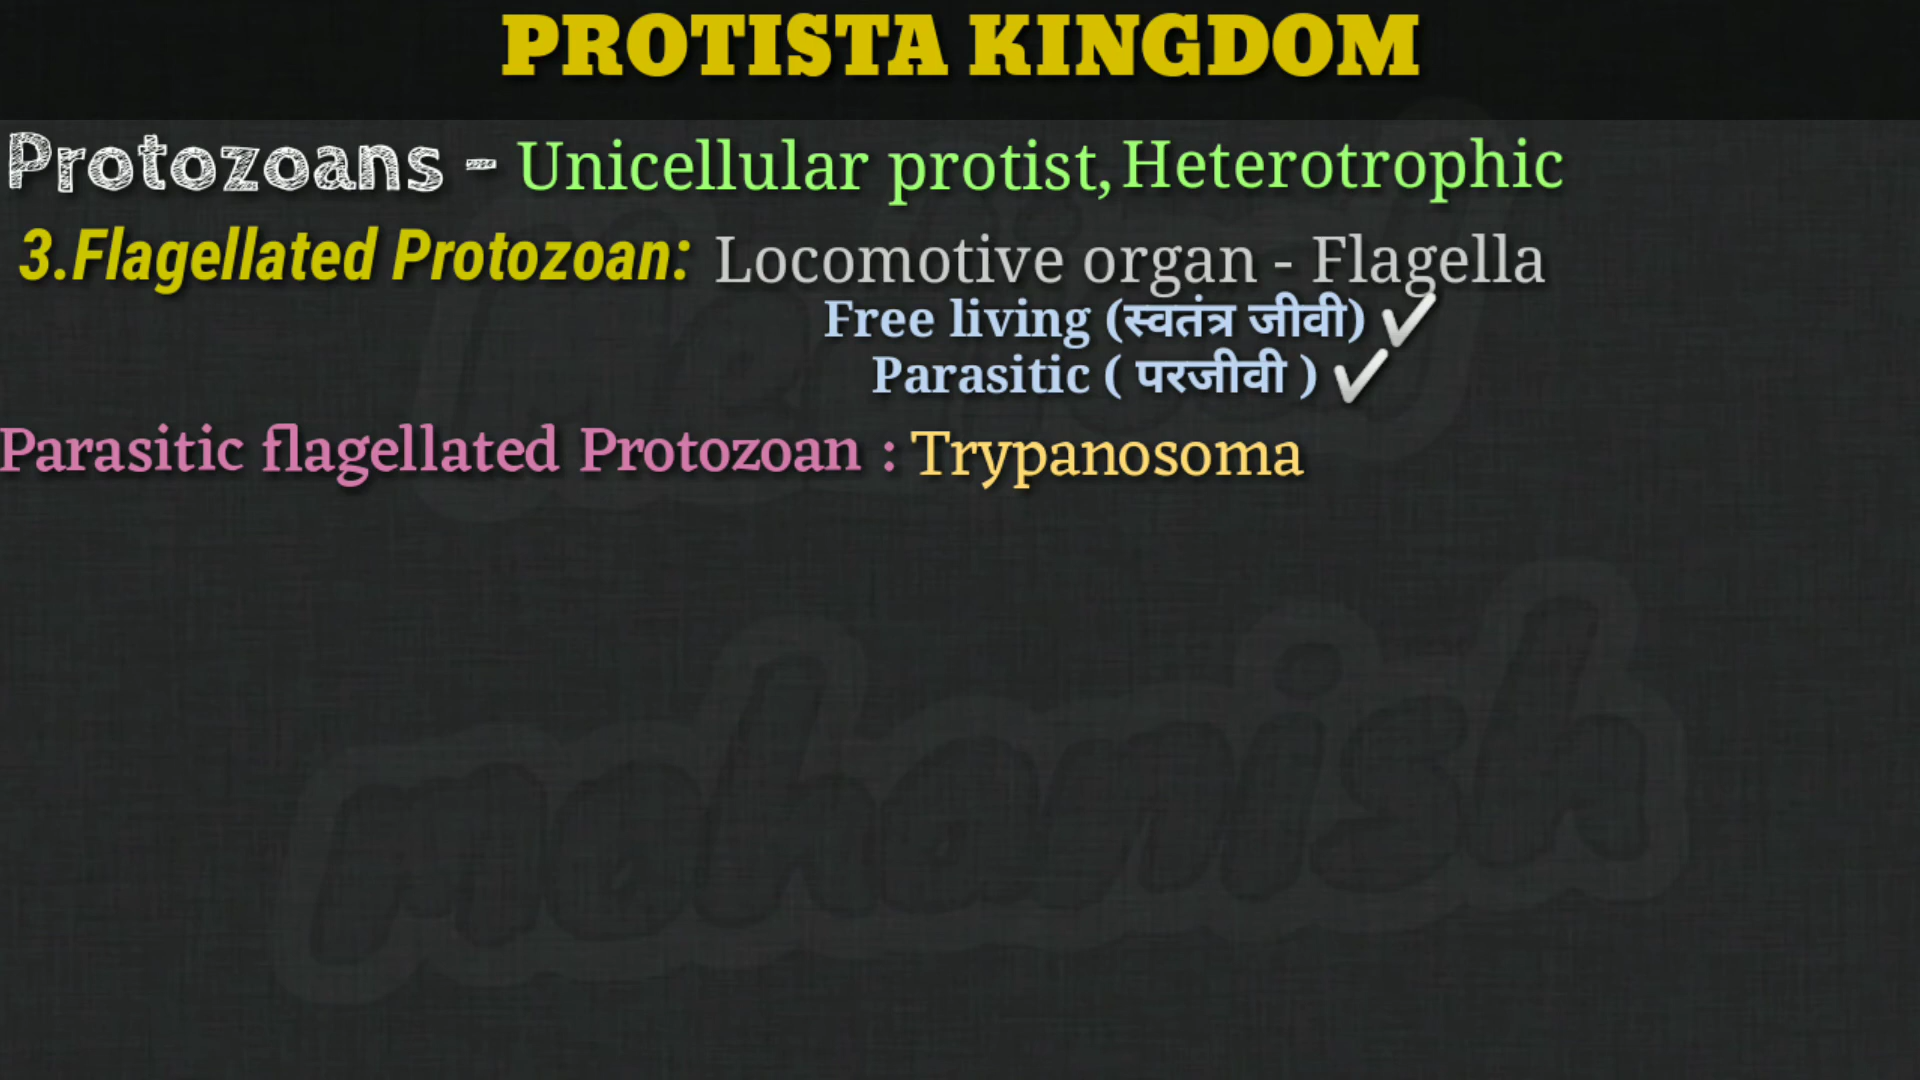 PROTISTA KINGDOM
Protozoans - Unicellular protist, Heterotrophic
3.Flagellated Protozoan: Locomotive organ - Flagella
Free living (स्वतंत्र जीवी) ✔
Parasitic ( परजीवी ) ✔
Parasitic flagellated Protozoan : Trypanosoma